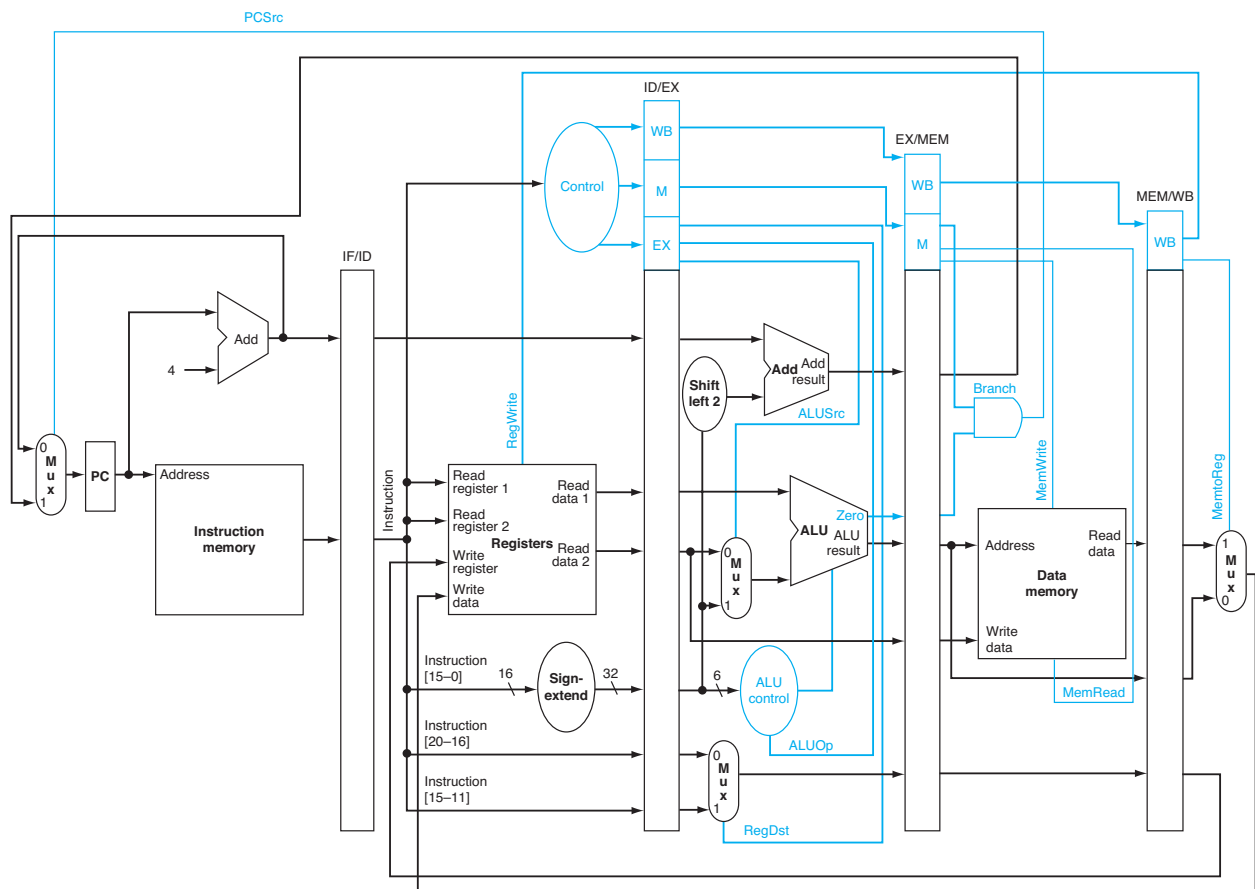 PCSrc
ID/EX
WB
EX/MEM
Control
M
WB
MEM/WB
EX
M
WB
IF/ID
Add
4
Shift
left 2
Add
Add
result
Branch
ALUSrc
RegWrite
MemWrite
MemtoReg
0
M
u
x
1
PC
Address
Instruction
memory
Instruction
Read
register 1
Read
data 1
Read
register 2
Registers
Write
register
Read
data 2
Write
data
0
M
u
x
1
Zero
ALU
ALU
result
Address
Read
data
Data
memory
Write
data
1
M
u
x
0
Instruction
[15–0]
16
Sign-
extend
32
6
ALU
control
MemRead
Instruction
[20–16]
ALUOp
0
M
u
x
1
Instruction
[15–11]
RegDst